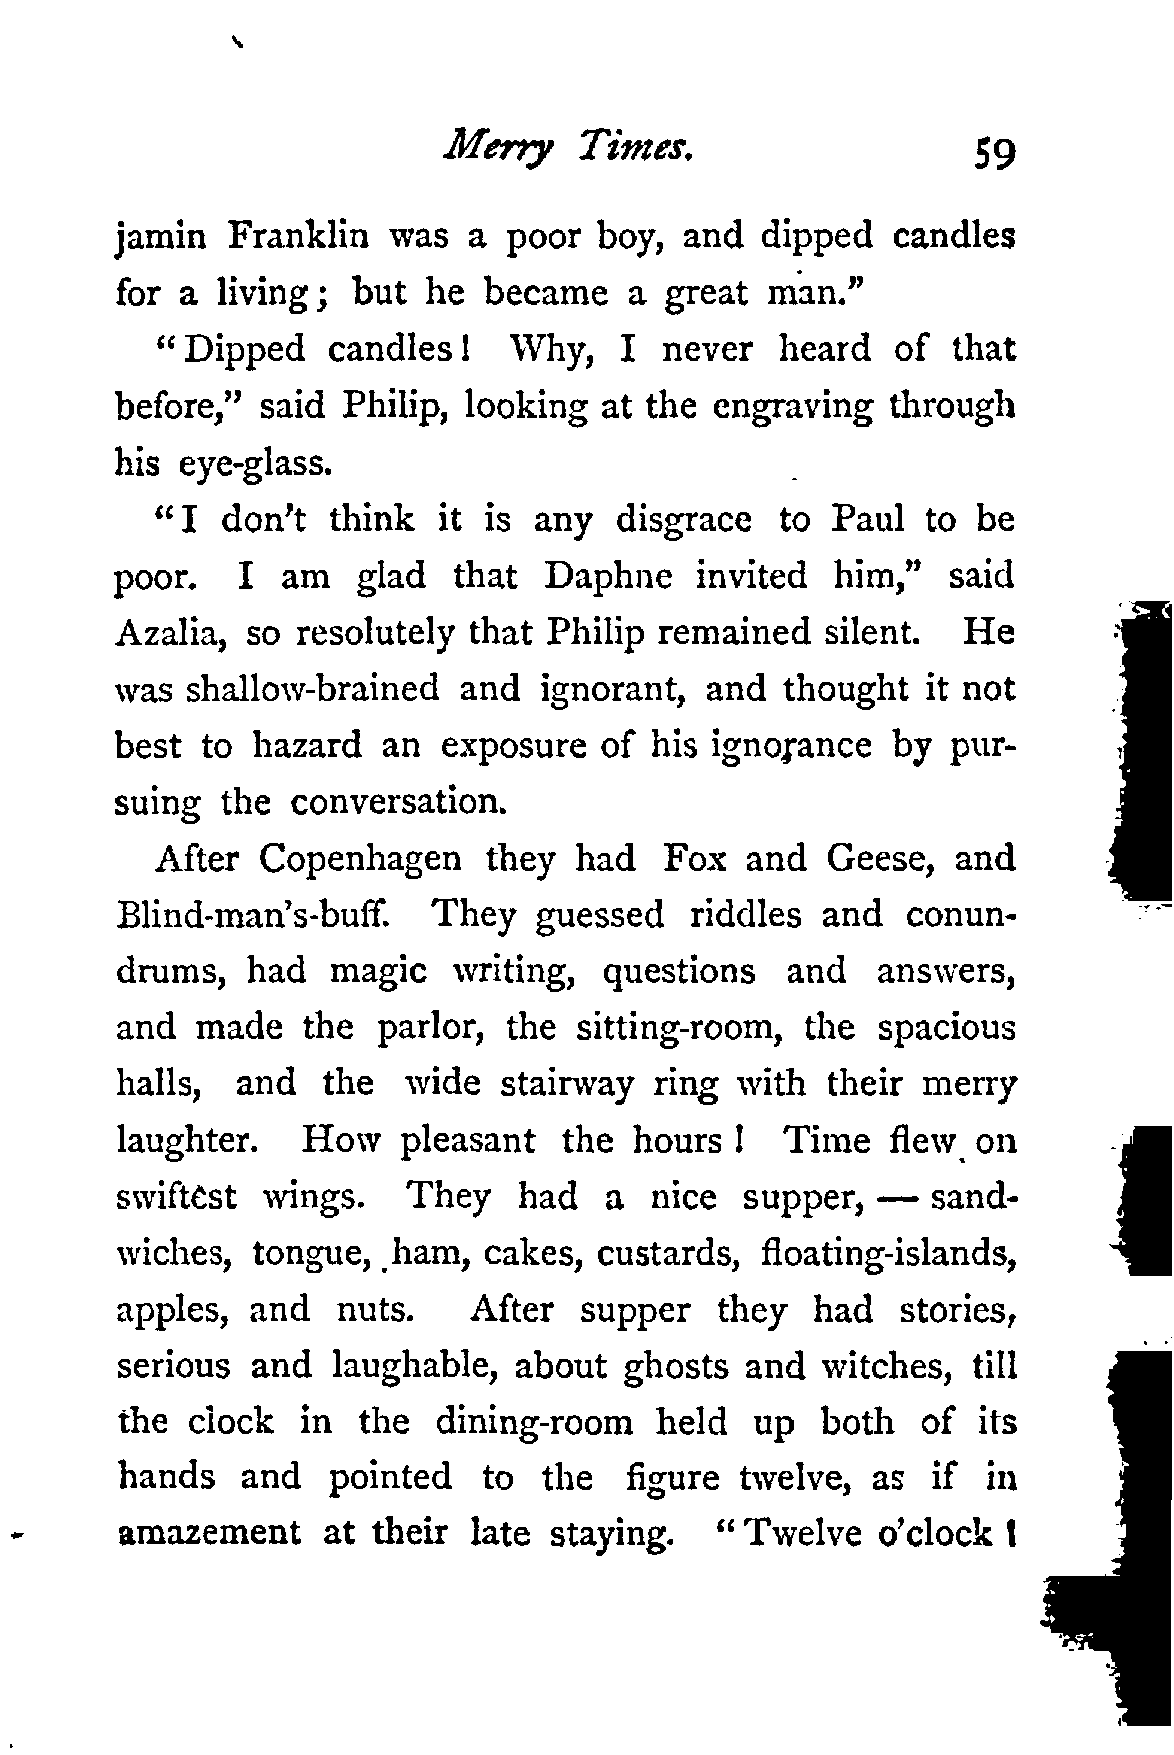 Merry Times. 59
jamin Franklin was a poor boy, and dipped candles
for a living; but he became a great man.”
“Dipped candles! Why, I never heard of that
before,” said Philip, looking at the engraving through
his eye-glass.
“I don't think it is any disgrace to Paul to be
poor. I am glad that Daphne invited him,” said
Azalia, so resolutely that Philip remained silent. He
was shallow-brained and ignorant, and thought it not
best to hazard an exposure of his ignorance by pur-
suing the conversation.
After Copenhagen they had Fox and Geese, and
Blind-man's-buff. They guessed riddles and conun-
drums, had magic writing, questions and answers,
and made the parlor, the sitting-room, the spacious
halls, and the wide stairway ring with their merry
laughter. How pleasant the hours! Time flew on
swiftest wings. They had a nice supper, — sand-
wiches, tongue, ham, cakes, custards, floating-islands,
apples, and nuts. After supper they had stories,
serious and laughable, about ghosts and witches, till
the clock in the dining-room held up both of its
hands and pointed to the figure twelve, as if in
amazement at their late staying. “Twelve o'clock!